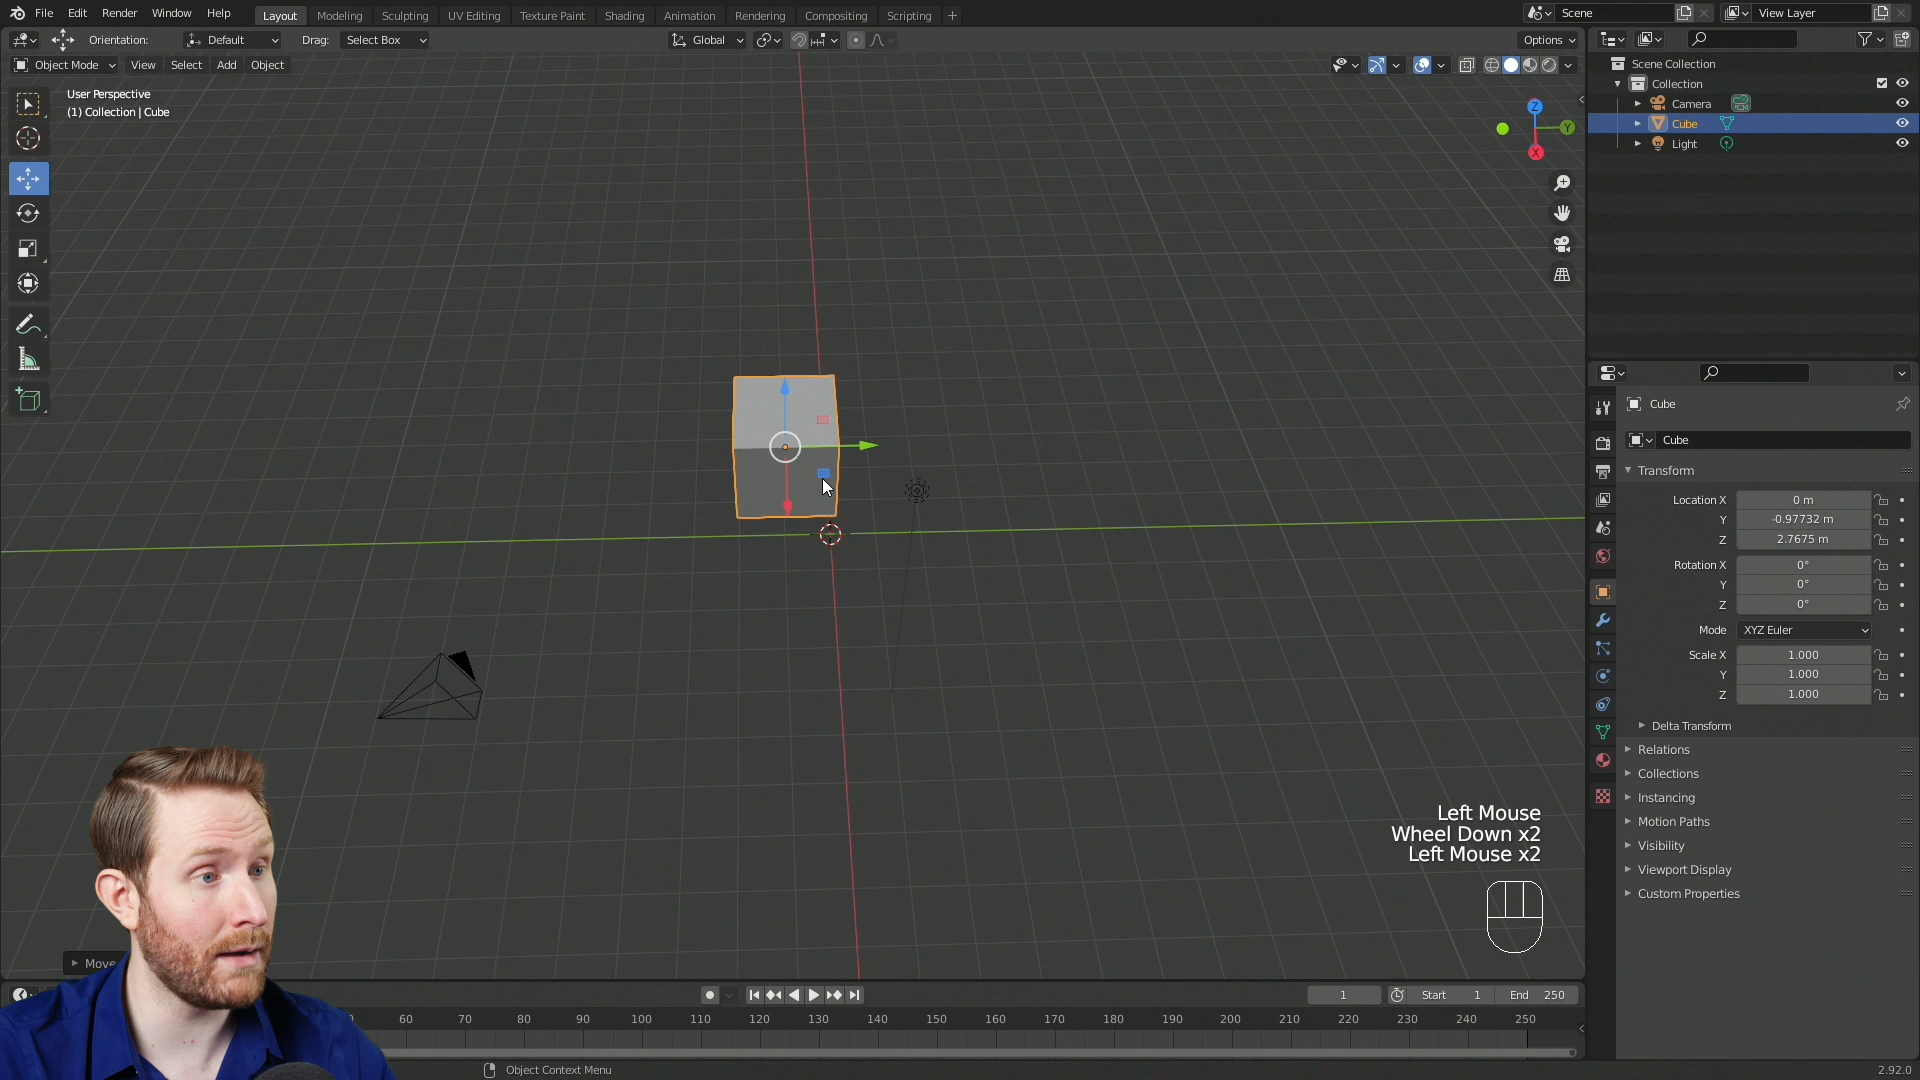 File Edit Render Window Help Layout Modeling Sculpting UV Editing Texture Paint Shading Animation Rendering Compositing Scripting + Scene View Layer
Orientation: Default Drag: Select Box Global Options
Object Mode View Select Add Object
User Perspective
(1) Collection | Cube
Z
Y
X
Scene Collection
Collection
Camera
Cube
Light
Cube
Cube
Transform
Location X 0 m
Y -0.97732 m
Z 2.7675 m
Rotation X 0°
Y 0°
Z 0°
Mode XYZ Euler
Scale X 1.000
Y 1.000
Z 1.000
Delta Transform
Relations
Collections
Instancing
Motion Paths
Visibility
Viewport Display
Custom Properties
Left Mouse
Wheel Down x2
Left Mouse x2
Move
1 Start 1 End 250
60 70 80 90 100 110 120 130 140 150 160 170 180 190 200 210 220 230 240 250
Object Context Menu
2.92.0